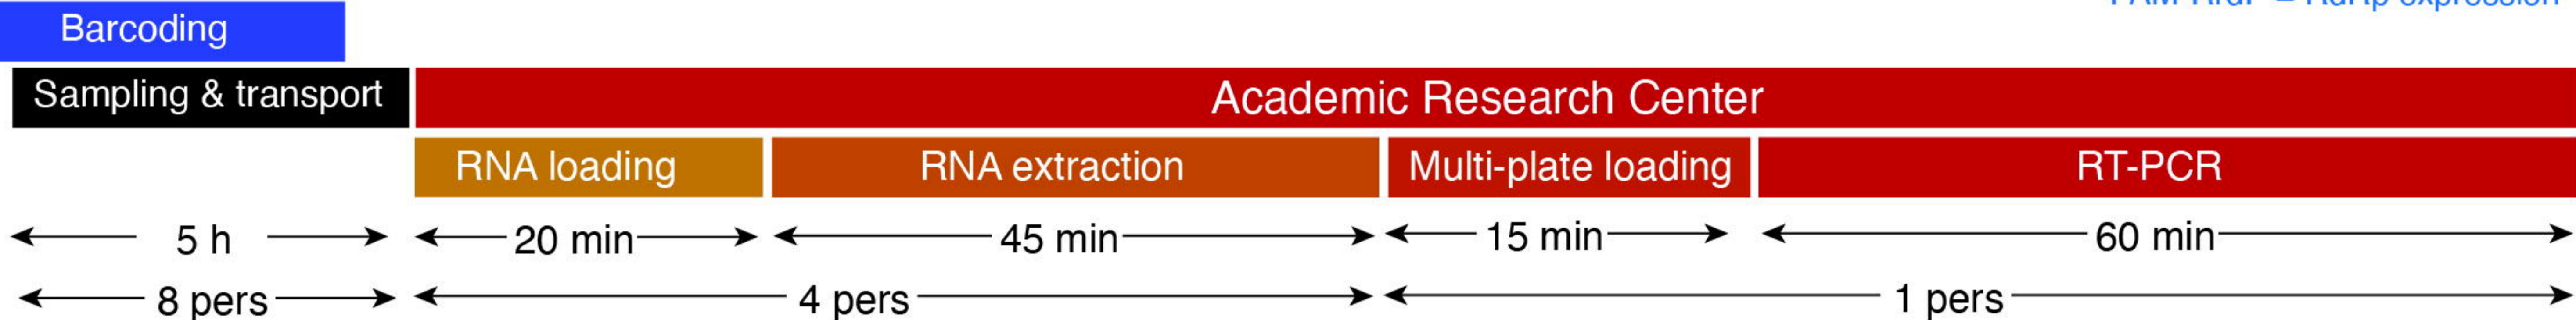 Barcoding
Sampling & transport
Academic Research Center
RNA loading
RNA extraction
Multi-plate loading
RT-PCR
5 h
20 min
45 min
15 min
60 min
8 pers
4 pers
1 pers